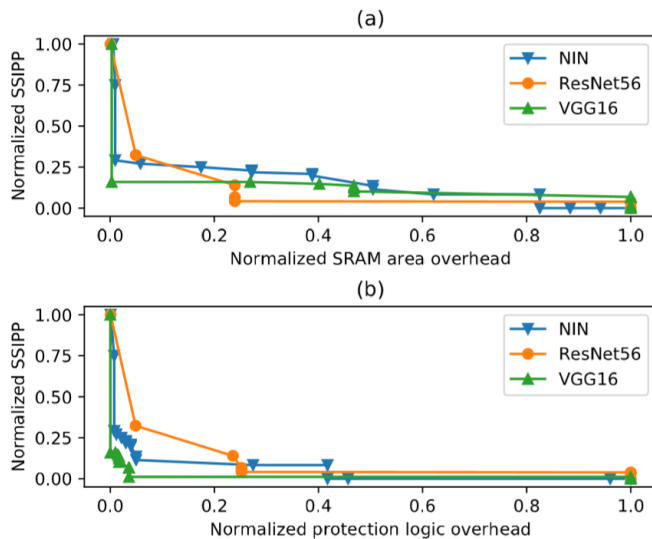 (a)
1.00
0.75
0.50
0.25
0.00
Normalized SSIPP
NIN
ResNet56
VGG16
0.0 0.2 0.4 0.6 0.8 1.0
Normalized SRAM area overhead
(b)
1.00
0.75
0.50
0.25
0.00
Normalized SSIPP
NIN
ResNet56
VGG16
0.0 0.2 0.4 0.6 0.8 1.0
Normalized protection logic overhead